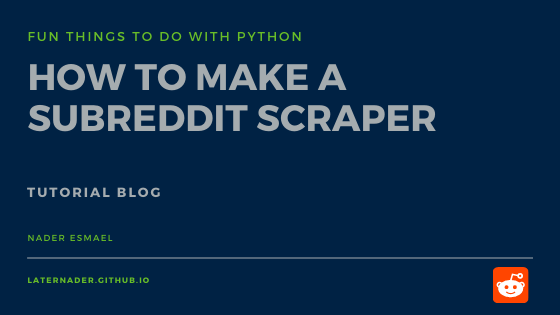 FUN THINGS TO DO WITH PYTHON
HOW TO MAKE A
SUBREDDIT SCRAPER
TUTORIAL BLOG
NADER ESMAEL
LATERNADER.GITHUB.IO